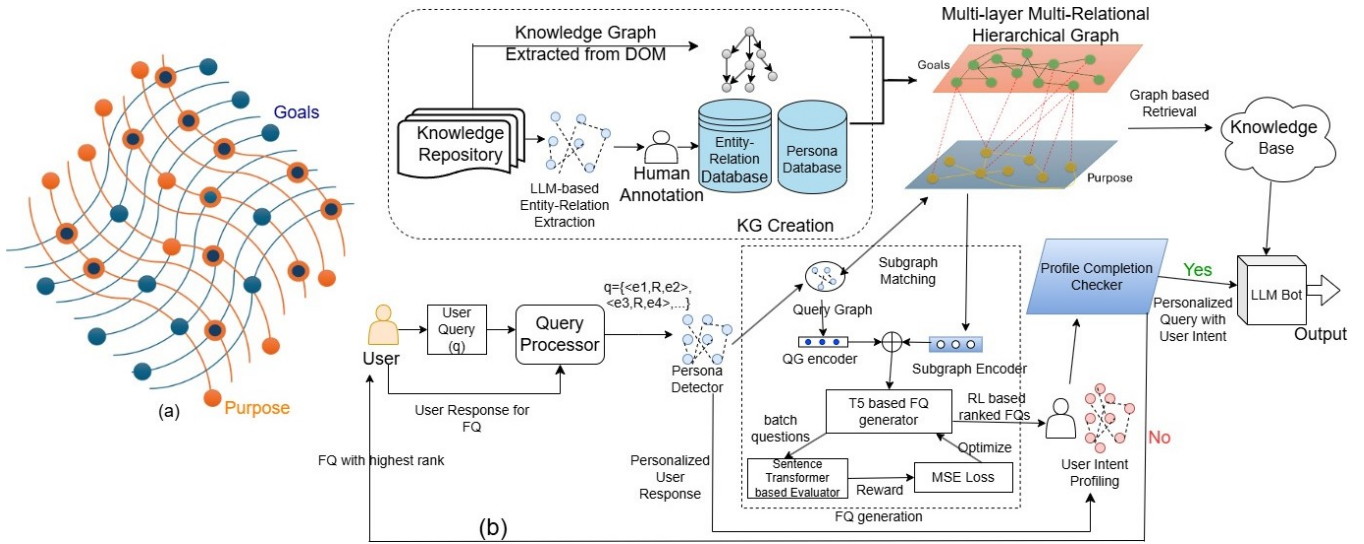 Goals
Purpose
(a)
Knowledge Graph
Extracted from DOM
Knowledge
Repository
LLM-based
Entity-Relation
Extraction
Human
Annotation
Entity-
Relation
Database
Persona
Database
KG Creation
Multi-layer Multi-Relational
Hierarchical Graph
Goals
Purpose
Graph based
Retrieval
Knowledge
Base
User
User
Query
(q)
Query
Processor
q={<e1,R,e2>,
<e3,R,e4>,...}
Persona
Detector
User Response for
FQ
FQ with highest rank
Personalized
User
Response
Query Graph
Subgraph
Matching
QG encoder
Subgraph Encoder
T5 based FQ
generator
RL based
ranked FQs
batch
questions
Optimize
Sentence
Transformer
based Evaluator
Reward
MSE Loss
FQ generation
User Intent
Profiling
Profile Completion
Checker
Yes
Personalized
Query with
User Intent
No
LLM Bot
Output
(b)